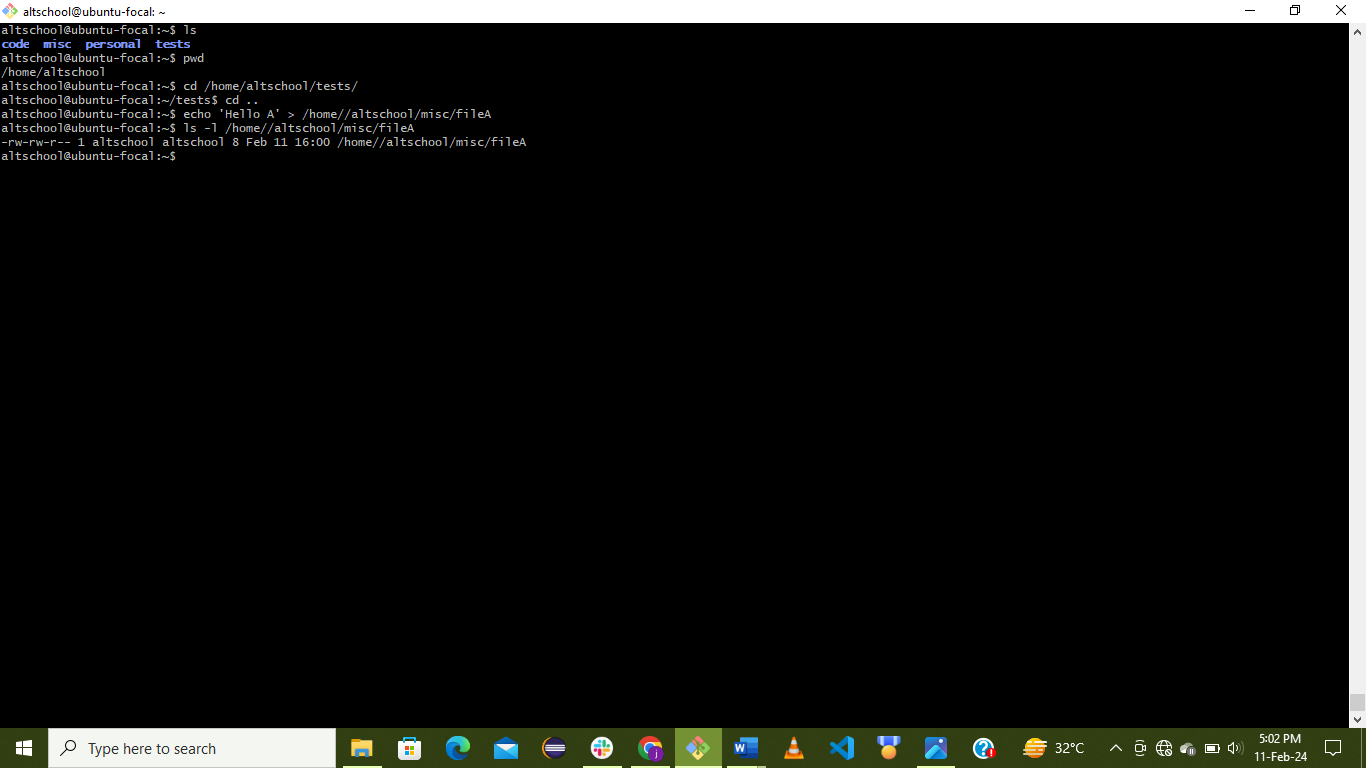 altschool@ubuntu-focal: ~
altschool@ubuntu-focal:~$ ls
code  misc  personal  tests
altschool@ubuntu-focal:~$ pwd
/home/altschool
altschool@ubuntu-focal:~$ cd /home/altschool/tests/
altschool@ubuntu-focal:~/tests$ cd ..
altschool@ubuntu-focal:~$ echo 'Hello A' > /home//altschool/misc/fileA
altschool@ubuntu-focal:~$ ls -l /home//altschool/misc/fileA
-rw-rw-r-- 1 altschool altschool 8 Feb 11 16:00 /home//altschool/misc/fileA
altschool@ubuntu-focal:~$
Type here to search
32°C
5:02 PM
11-Feb-24